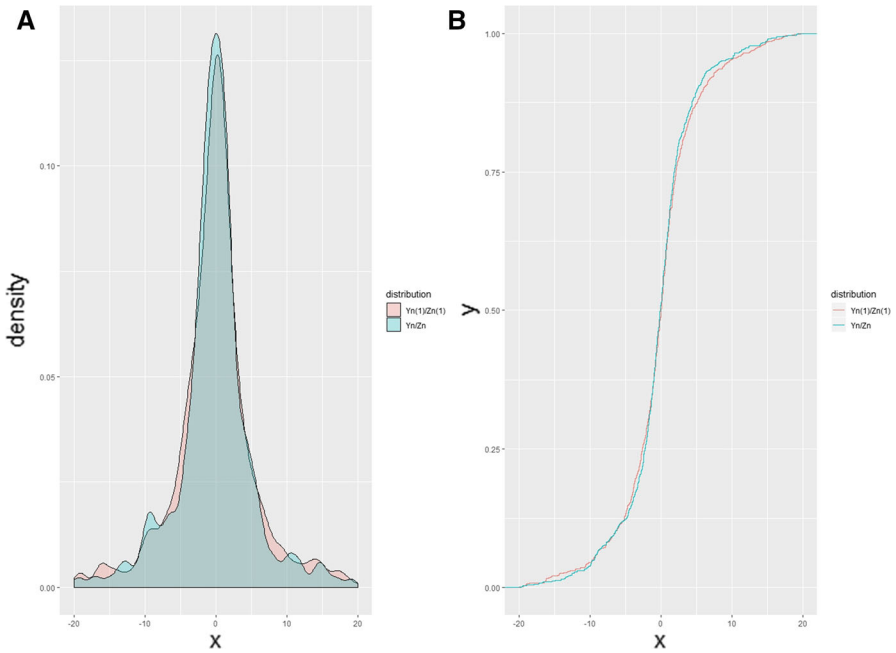 A
B
density
0.10
0.05
0.00
-20
-10
0
10
20
X
distribution
Yn(1)/Zn(1)
Yn/Zn
y
1.00
0.75
0.50
0.25
0.00
-20
-10
0
10
20
X
distribution
Yn(1)/Zn(1)
Yn/Zn